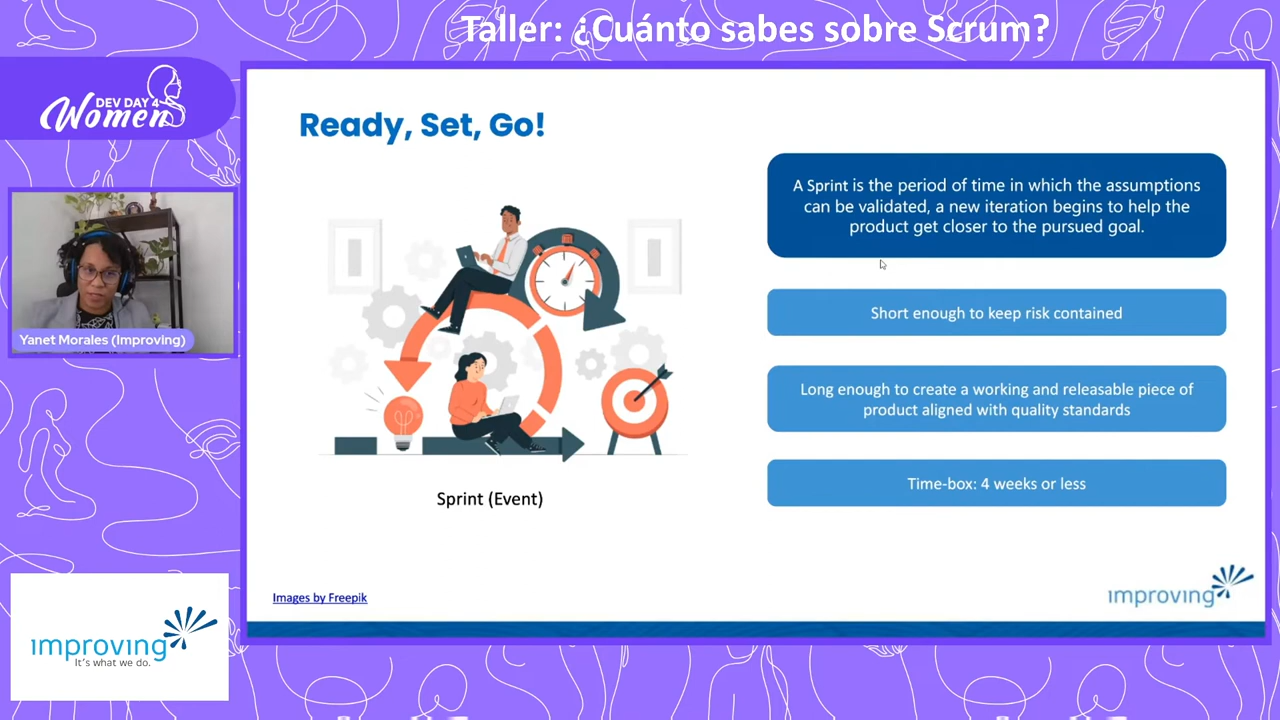 Taller: ¿Cuánto sabes sobre Scrum?
DEV DAY 4
Women
Yanet Morales (Improving)
improving
It's what we do.
Ready, Set, Go!
Sprint (Event)
Images by Freepik
A Sprint is the period of time in which the assumptions
can be validated, a new iteration begins to help the
product get closer to the pursued goal.
Short enough to keep risk contained
Long enough to create a working and releasable piece of
product aligned with quality standards
Time-box: 4 weeks or less
improving